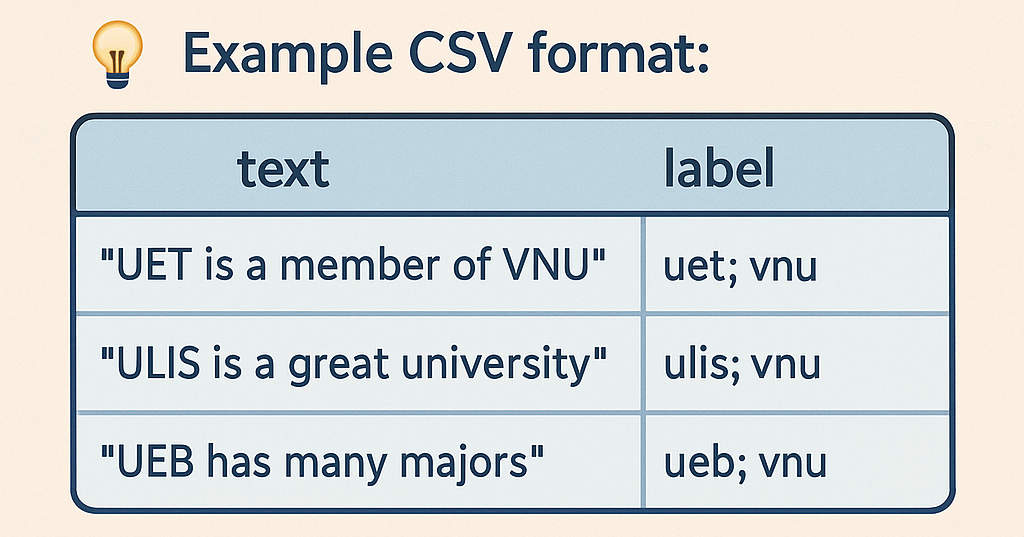 Example CSV format:
text label
"UET is a member of VNU" uet; vnu
"ULIS is a great university" ulis; vnu
"UEB has many majors" ueb; vnu